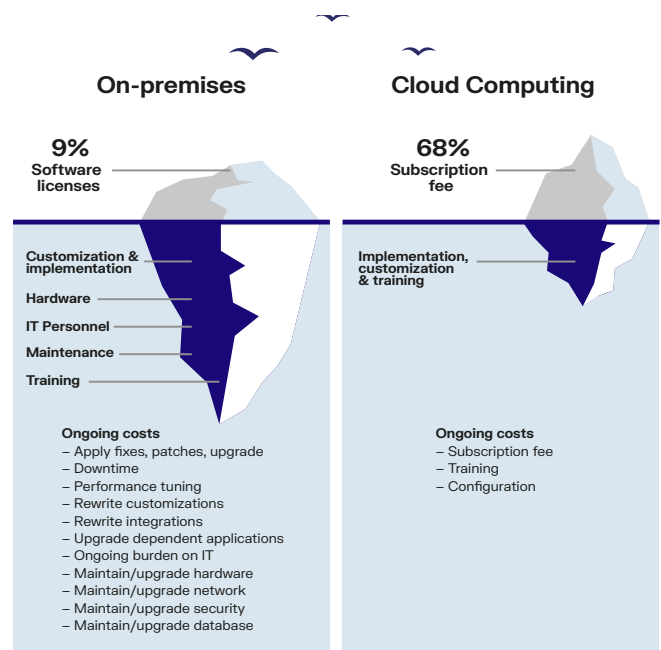 On-premises
9%
Software
licenses
Customization &
implementation
Hardware
IT Personnel
Maintenance
Training
Ongoing costs
– Apply fixes, patches, upgrade
– Downtime
– Performance tuning
– Rewrite customizations
– Rewrite integrations
– Upgrade dependent applications
– Ongoing burden on IT
– Maintain/upgrade hardware
– Maintain/upgrade network
– Maintain/upgrade security
– Maintain/upgrade database
Cloud Computing
68%
Subscription
fee
Implementation,
customization
& training
Ongoing costs
– Subscription fee
– Training
– Configuration